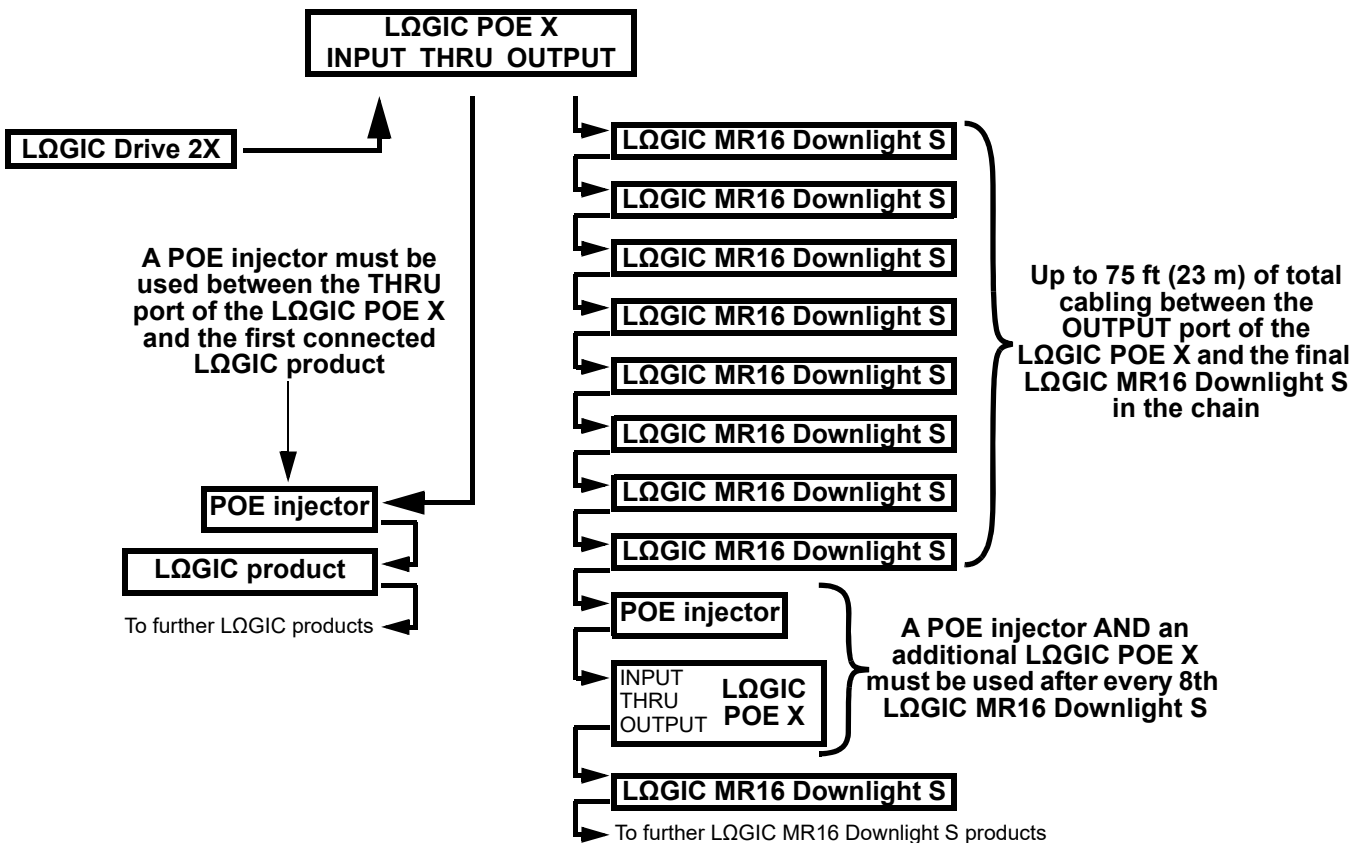 LΩGIC POE X
INPUT THRU OUTPUT
LΩGIC Drive 2X
A POE injector must be
used between the THRU
port of the LΩGIC POE X
and the first connected
LΩGIC product
POE injector
LΩGIC product
To further LΩGIC products
LΩGIC MR16 Downlight S
LΩGIC MR16 Downlight S
LΩGIC MR16 Downlight S
LΩGIC MR16 Downlight S
LΩGIC MR16 Downlight S
LΩGIC MR16 Downlight S
LΩGIC MR16 Downlight S
LΩGIC MR16 Downlight S
Up to 75 ft (23 m) of total
cabling between the
OUTPUT port of the
LΩGIC POE X and the final
LΩGIC MR16 Downlight S
in the chain
POE injector
INPUT
THRU
OUTPUT
LΩGIC
POE X
A POE injector AND an
additional LΩGIC POE X
must be used after every 8th
LΩGIC MR16 Downlight S
LΩGIC MR16 Downlight S
To further LΩGIC MR16 Downlight S products